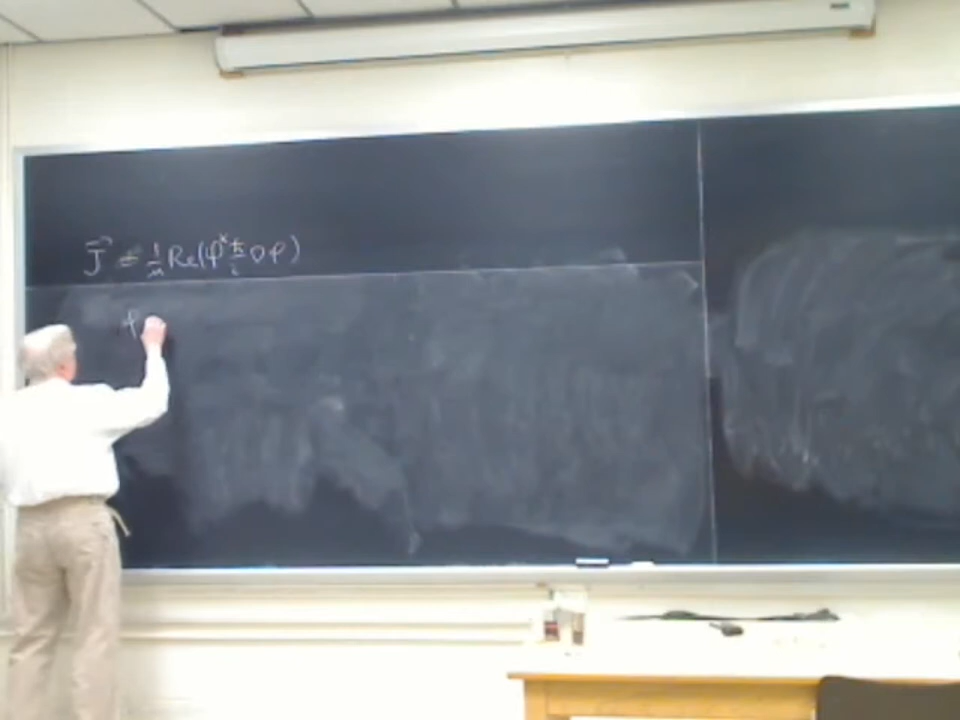 J⃗ = 1/m Re(φ* ħ/i ∇φ)
φ